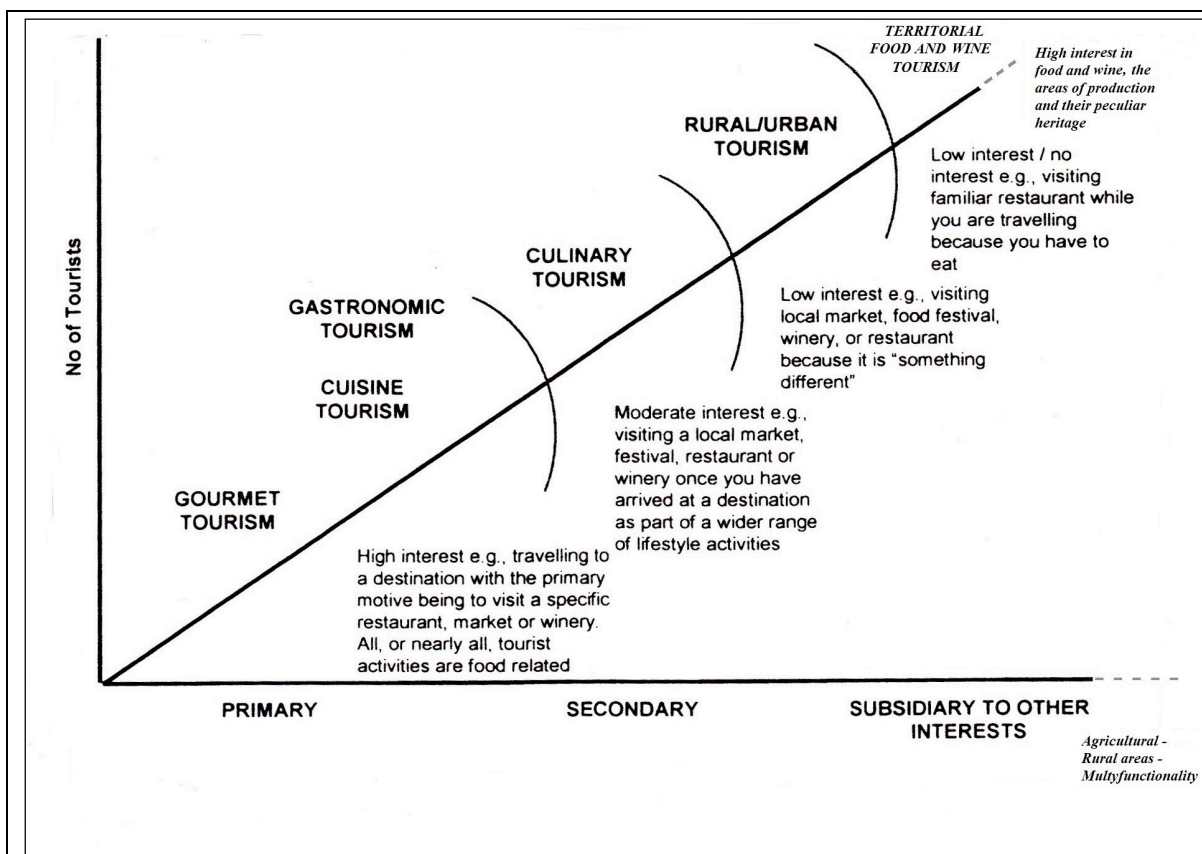 TERRITORIAL
FOOD AND WINE
TOURISM
High interest in
food and wine, the
areas of production
and their peculiar
heritage
RURAL/URBAN
TOURISM
Low interest / no
interest e.g., visiting
familiar restaurant while
you are travelling
because you have to
eat
CULINARY
TOURISM
Low interest e.g., visiting
local market, food festival,
winery, or restaurant
because it is “something
different”
GASTRONOMIC
TOURISM
CUISINE
TOURISM
Moderate interest e.g.,
visiting a local market,
festival, restaurant or
winery once you have
arrived at a destination
as part of a wider range
of lifestyle activities
GOURMET
TOURISM
High interest e.g., travelling to
a destination with the primary
motive being to visit a specific
restaurant, market or winery.
All, or nearly all, tourist
activities are food related
No of Tourists
PRIMARY
SECONDARY
SUBSIDIARY TO OTHER
INTERESTS
Agricultural -
Rural areas -
Multyfunctionality